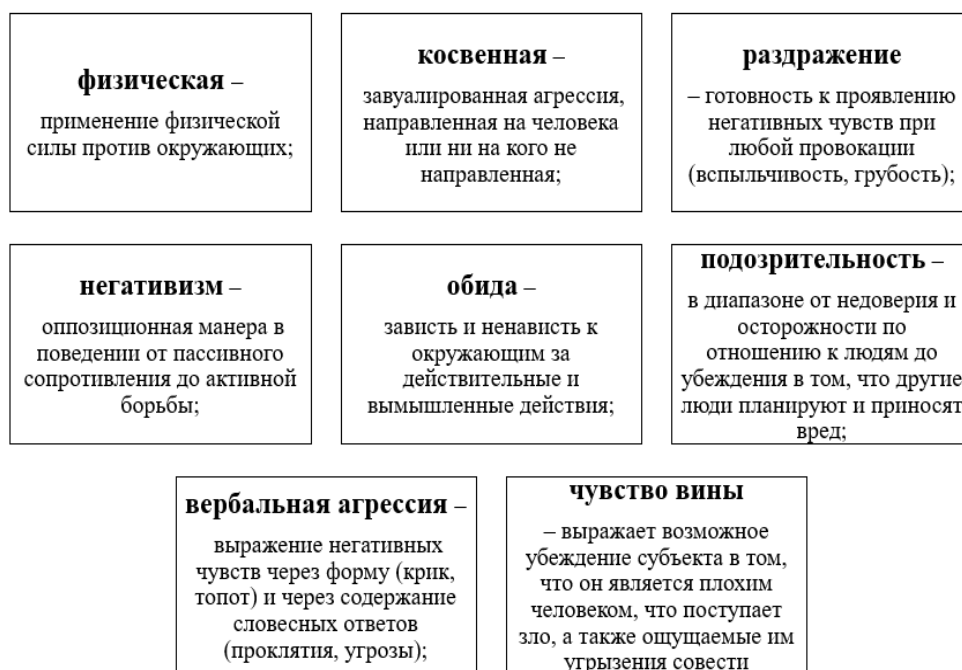 физическая –
применение физической
силы против окружающих;
косвенная –
завуалированная агрессия,
направленная на человека
или ни на кого не
направленная;
раздражение
– готовность к проявлению
негативных чувств при
любой провокации
(вспыльчивость, грубость);
негативизм –
оппозиционная манера в
поведении от пассивного
сопротивления до активной
борьбы;
обида –
зависть и ненависть к
окружающим за
действительные и
вымышленные действия;
подозрительность –
в диапазоне от недоверия и
осторожности по
отношению к людям до
убеждения в том, что другие
люди планируют и приносят
вред;
вербальная агрессия –
выражение негативных
чувств через форму (крик,
топот) и через содержание
словесных ответов
(проклятия, угрозы);
чувство вины
– выражает возможное
убеждение субъекта в том,
что он является плохим
человеком, что поступает
зло, а также ощущаемые им
угрызения совести